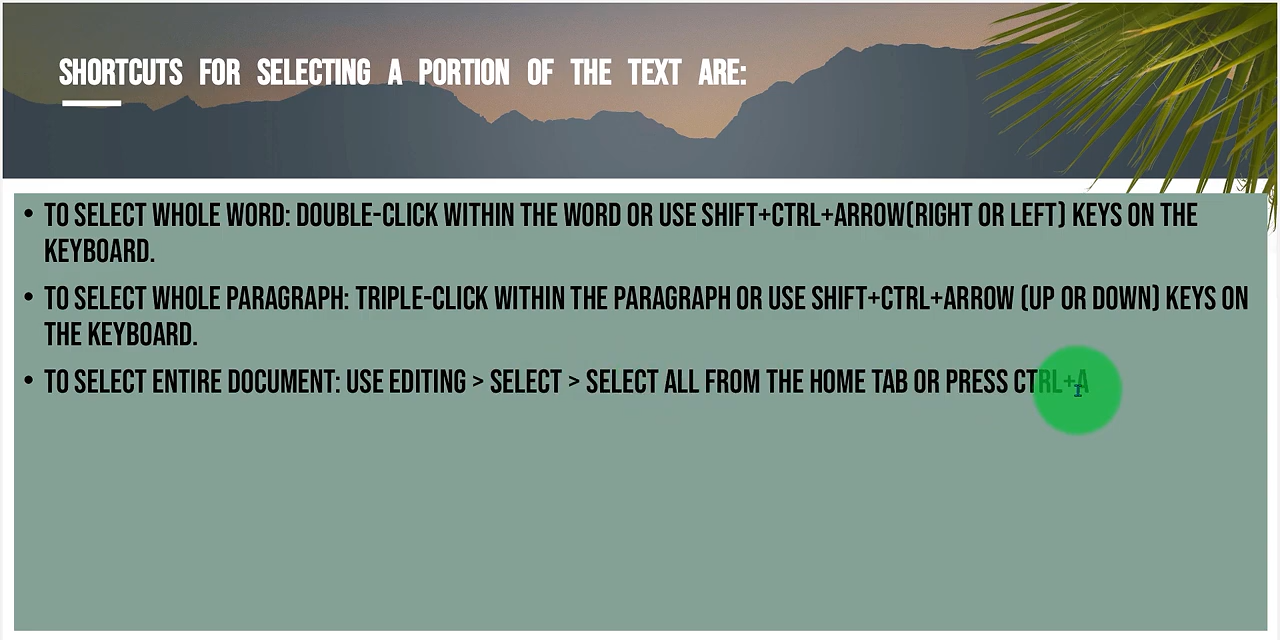 SHORTCUTS FOR SELECTING A PORTION OF THE TEXT ARE:
• TO SELECT WHOLE WORD: DOUBLE-CLICK WITHIN THE WORD OR USE SHIFT+CTRL+ARROW(RIGHT OR LEFT) KEYS ON THE
KEYBOARD.
• TO SELECT WHOLE PARAGRAPH: TRIPLE-CLICK WITHIN THE PARAGRAPH OR USE SHIFT+CTRL+ARROW (UP OR DOWN) KEYS ON
THE KEYBOARD.
• TO SELECT ENTIRE DOCUMENT: USE EDITING > SELECT > SELECT ALL FROM THE HOME TAB OR PRESS CTRL+A